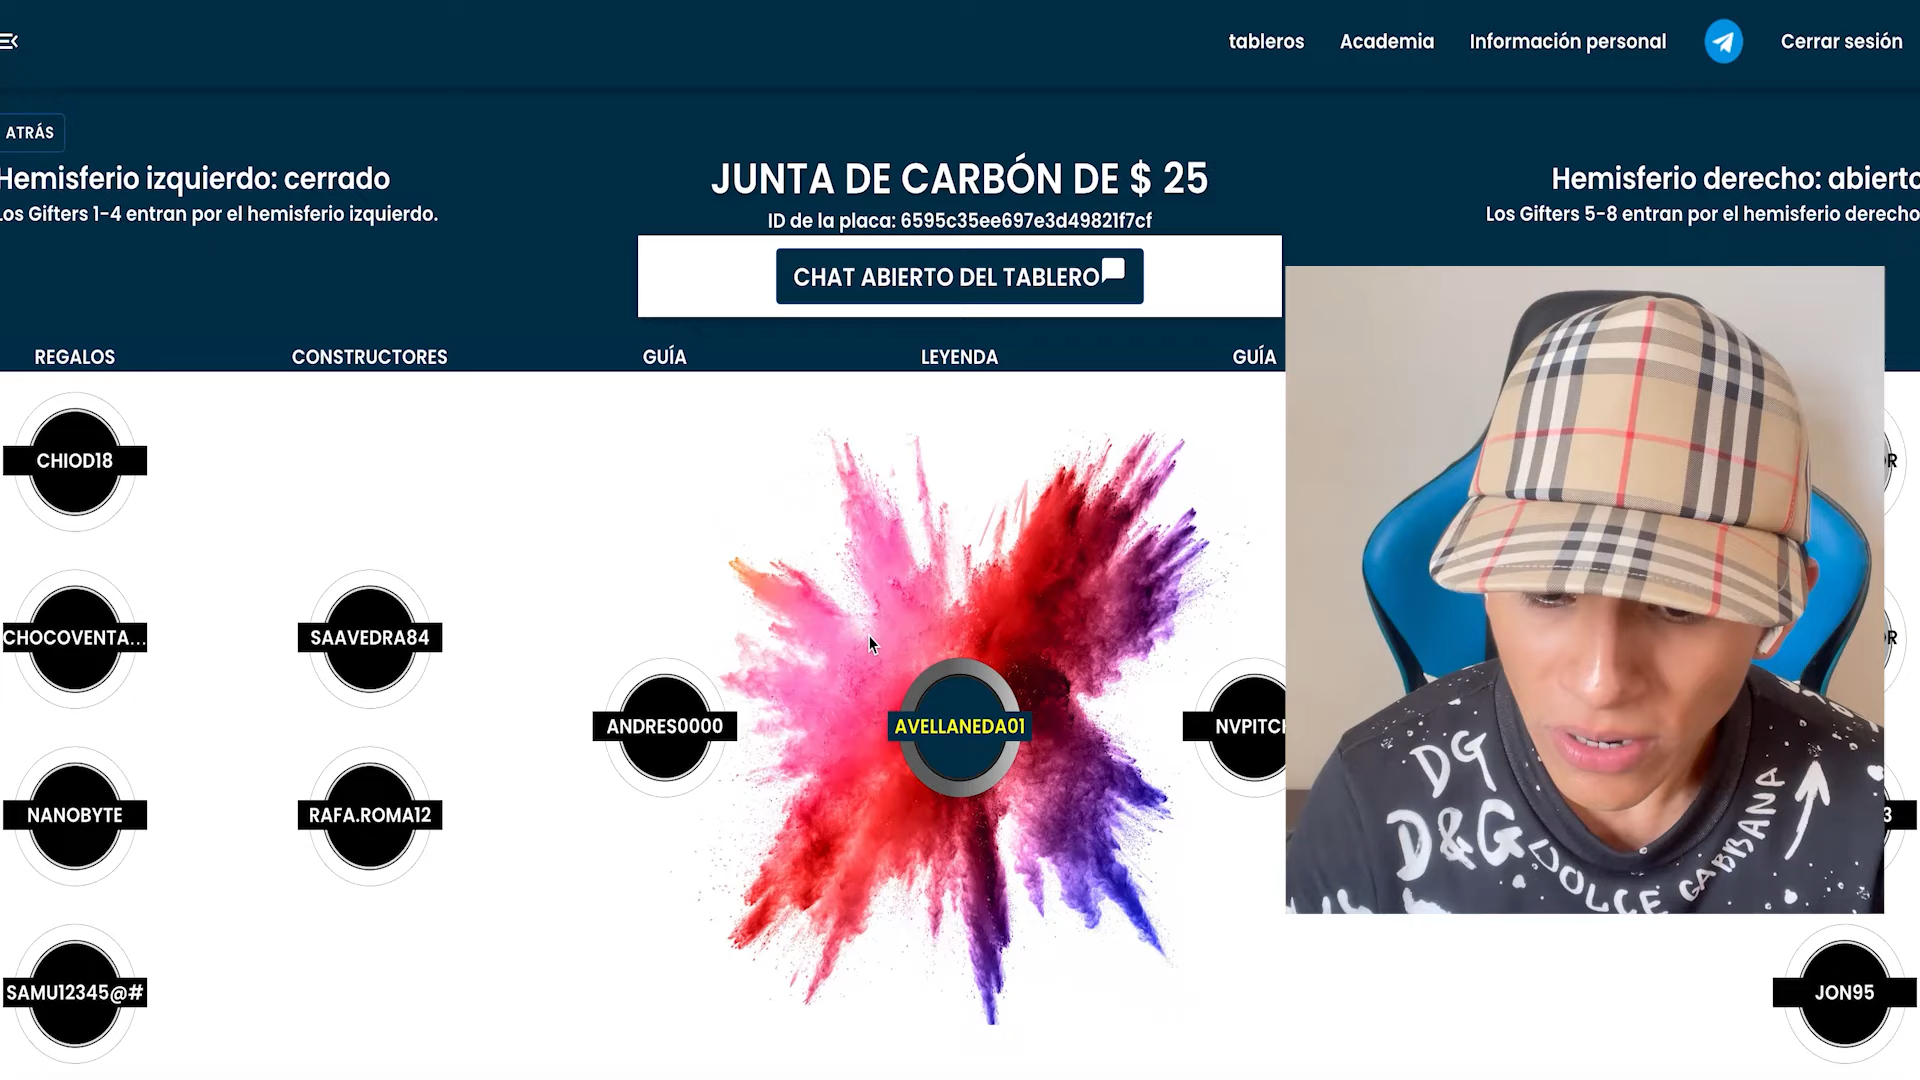 tableros Academia Información personal Cerrar sesión
ATRÁS
Hemisferio izquierdo: cerrado
Los Gifters 1-4 entran por el hemisferio izquierdo.
JUNTA DE CARBÓN DE $ 25
ID de la placa: 6595c35ee697e3d49821f7cf
CHAT ABIERTO DEL TABLERO
Hemisferio derecho: abierto
Los Gifters 5-8 entran por el hemisferio derecho
REGALOS CONSTRUCTORES GUÍA LEYENDA GUÍA
CHIOD18
R
CHOCOVENTA...
SAAVEDRA84
R
ANDRES0000
AVELLANEDA01
NVPITCH
NANOBYTE
RAFA.ROMA12
3
SAMU12345@#
JON95
DG
D&G
DOLCE GABBANA